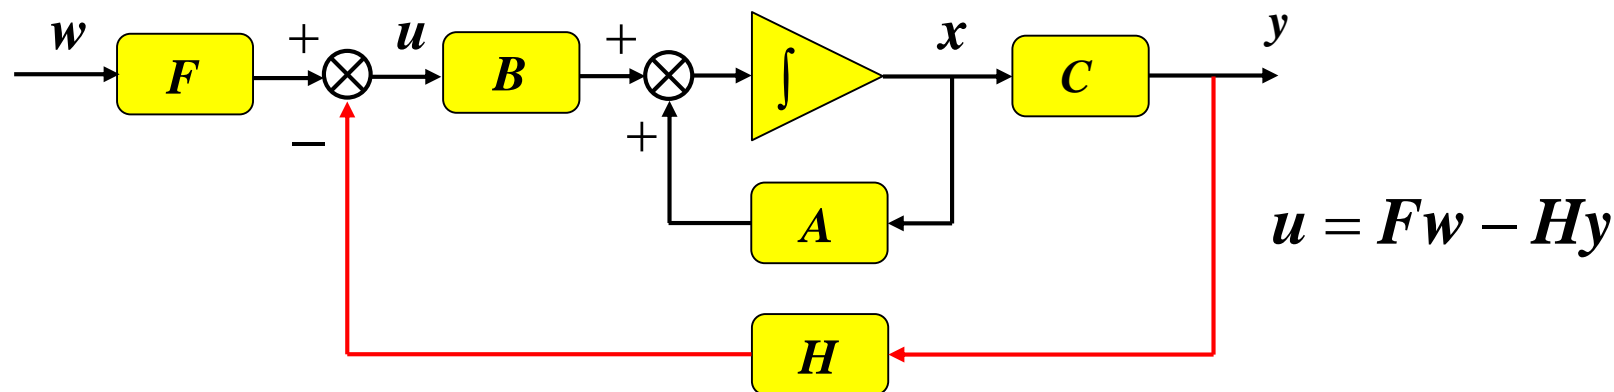 w F + u B + ∫ x C y
− +
A
u = Fw − Hy
H